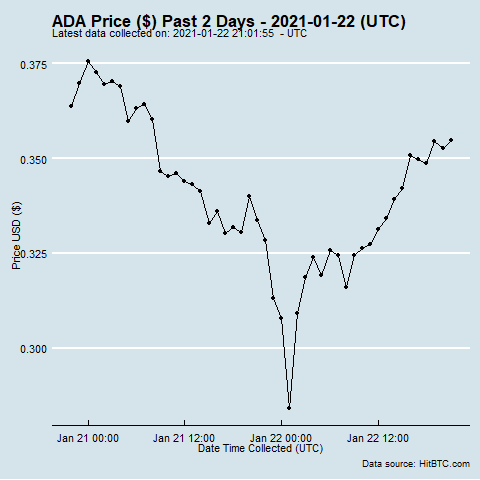 ADA Price ($) Past 2 Days - 2021-01-22 (UTC)
Latest data collected on: 2021-01-22 21:01:55 - UTC
0.375
0.350
0.325
0.300
Price USD ($)
Jan 21 00:00
Jan 21 12:00
Jan 22 00:00
Jan 22 12:00
Date Time Collected (UTC)
Data source: HitBTC.com